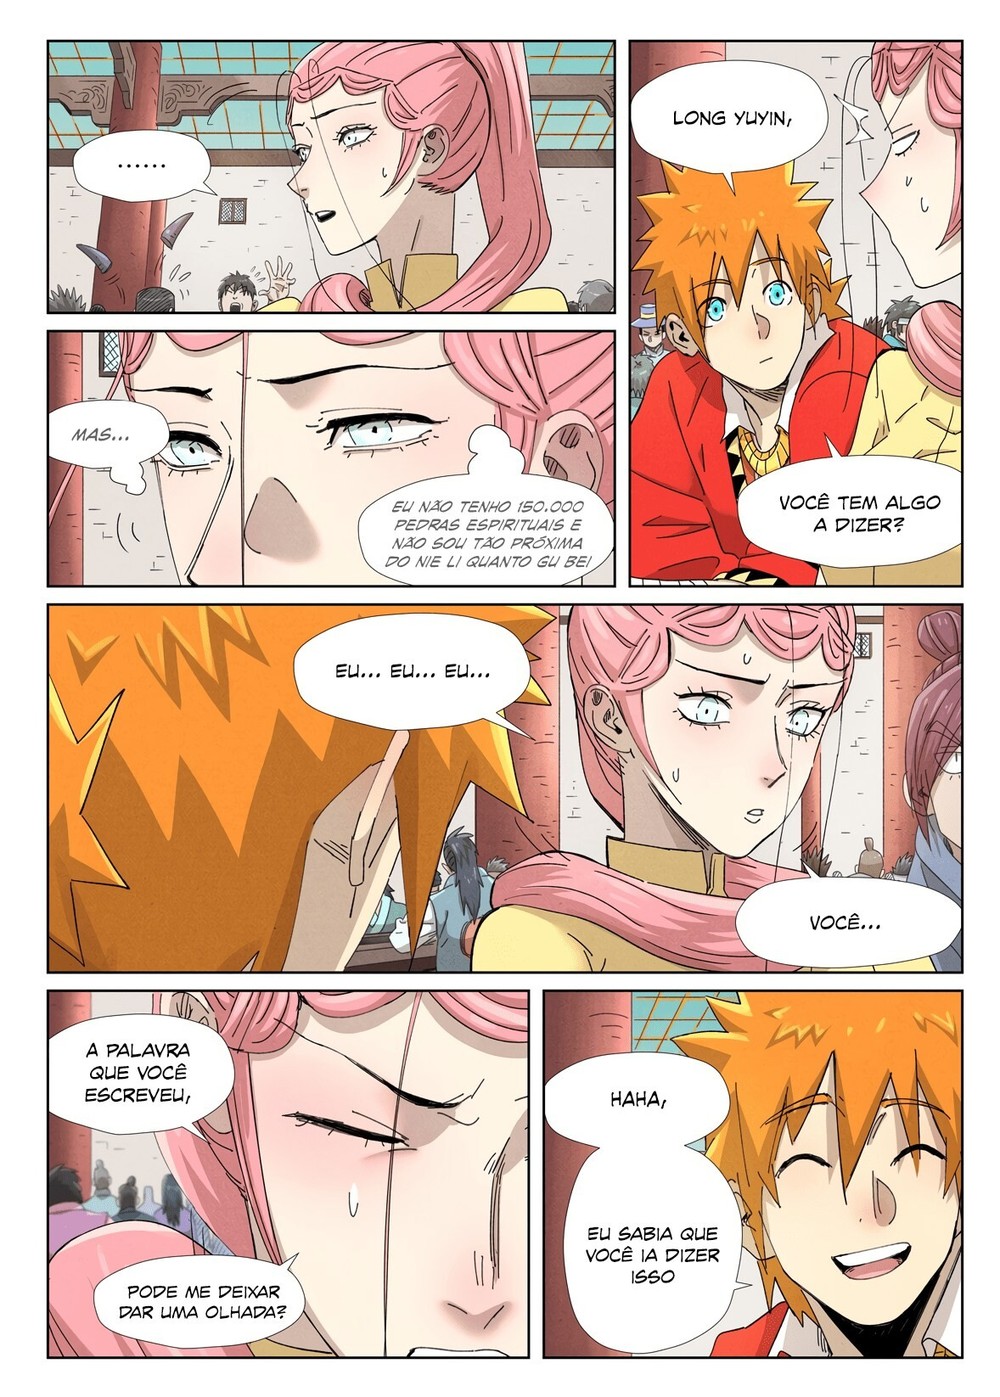 ......
LONG YUYIN,
VOCÊ TEM ALGO
A DIZER?
MAS...
EU NÃO TENHO 150.000
PEDRAS ESPIRITUAIS E
NÃO SOU TÃO PRÓXIMA
DO NIE LI QUANTO GU BE!
EU... EU... EU...
VOCÊ...
A PALAVRA
QUE VOCÊ
ESCREVEU,
PODE ME DEIXAR
DAR UMA OLHADA?
HAHA,
EU SABIA QUE
VOCÊ IA DIZER
ISSO